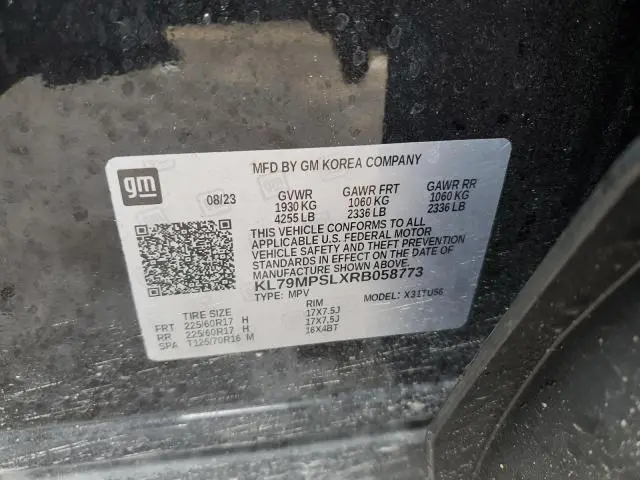 gm
MFD BY GM KOREA COMPANY
08/23 GVWR GAWR FRT GAWR RR
1930 KG 1060 KG 1060 KG
4255 LB 2336 LB 2336 LB
THIS VEHICLE CONFORMS TO ALL
APPLICABLE U.S. FEDERAL MOTOR
VEHICLE SAFETY AND THEFT PREVENTION
STANDARDS IN EFFECT ON THE DATE OF
MANUFACTURE SHOWN ABOVE.
KL79MPSLXRB058773
TYPE: MPV MODEL: X31TU56
TIRE SIZE RIM
FRT 225/60R17 H 17X7.5J
RR 225/60R17 H 17X7.5J
SPA T125/70R16 M 16X4BT